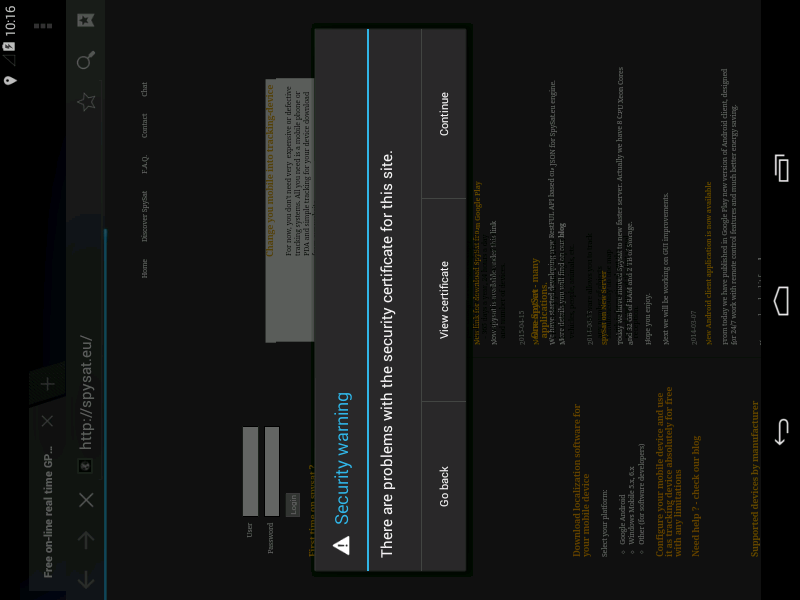 10:16
Free on-line real time GP...
http://spysat.eu/
Home
Discover SpySat
F.A.Q.
Contact
Chat
User
Password
Login
First time on spysat ?
Change you mobile into tracking-device
For now, you don't need very expensive or defective
tracking systems. All you need is a mobile phone or
PDA and simple tracking for your device download
Security warning
There are problems with the security certificate for this site.
Go back
View certificate
Continue
New link for download SpySat from Google Play
Now spysat is available under this link
2015-04-15
New SpySat - many
applications.
We have started developing new RestFUL API based on JSON for SpySat.eu engine.
More details you will find on our blog
SpySat on New Server.
Today we have moved SpySat to new faster server. Actually we have 8 CPU Xeon Cores
and 32 GB of RAM and 2 TB of Storage.
Hope you enjoy.
Next we will be working on GUI improvements.
2014-03-07
New Android client application is now available
From today we have published in Google Play new version of Android client, designed
for 24/7 work with remote control features and much better energy saving.
Download localization software for
your mobile device
Select your platform:
Google Android
Windows Mobile 5.x, 6.x
Other (for software developers)
Configure your mobile device and use
it as tracking device absolutely for free
with any limitations
Need help ? - check our blog
Supported devices by manufacturer